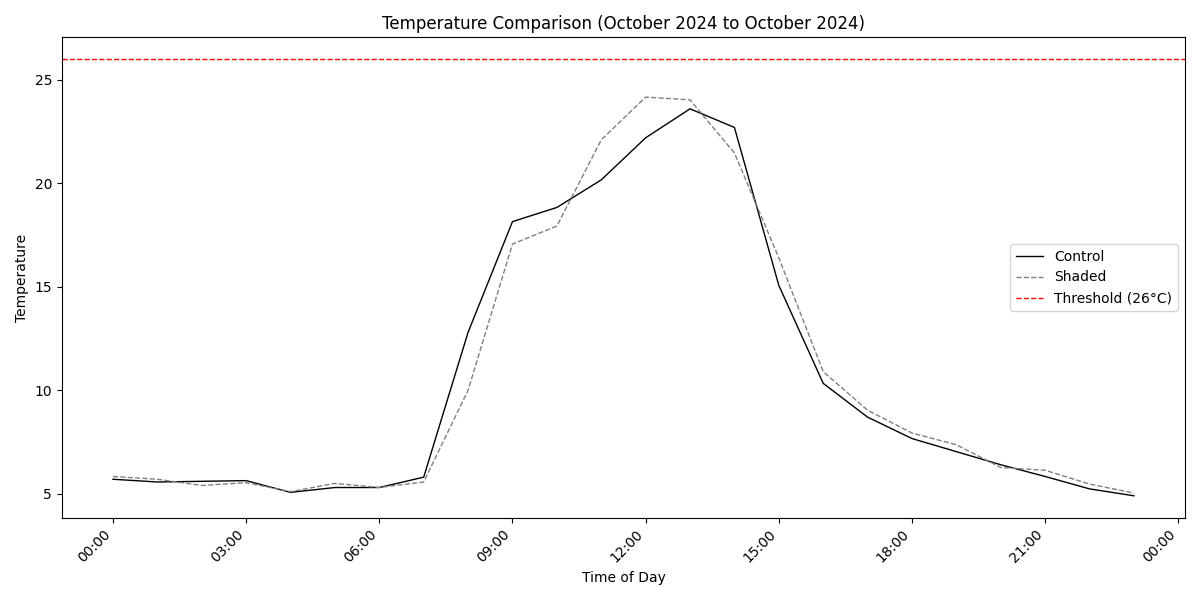 Temperature Comparison (October 2024 to October 2024)
Temperature
25
20
15
10
5
Control
Shaded
Threshold (26°C)
00:00
03:00
06:00
09:00
12:00
15:00
18:00
21:00
00:00
Time of Day